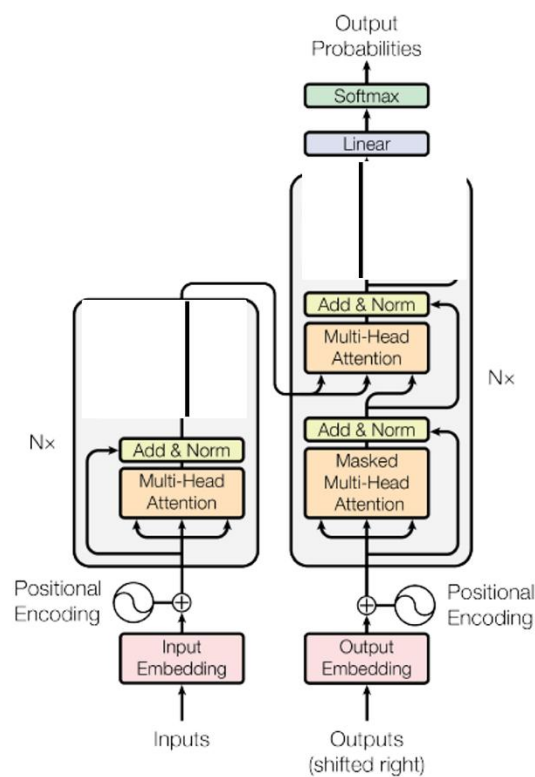 Output
Probabilities
Softmax
Linear
Add & Norm
Multi-Head
Attention
Nx
Add & Norm
Masked
Multi-Head
Attention
Nx
Add & Norm
Multi-Head
Attention
Positional
Encoding
Positional
Encoding
Input
Embedding
Output
Embedding
Inputs
Outputs
(shifted right)